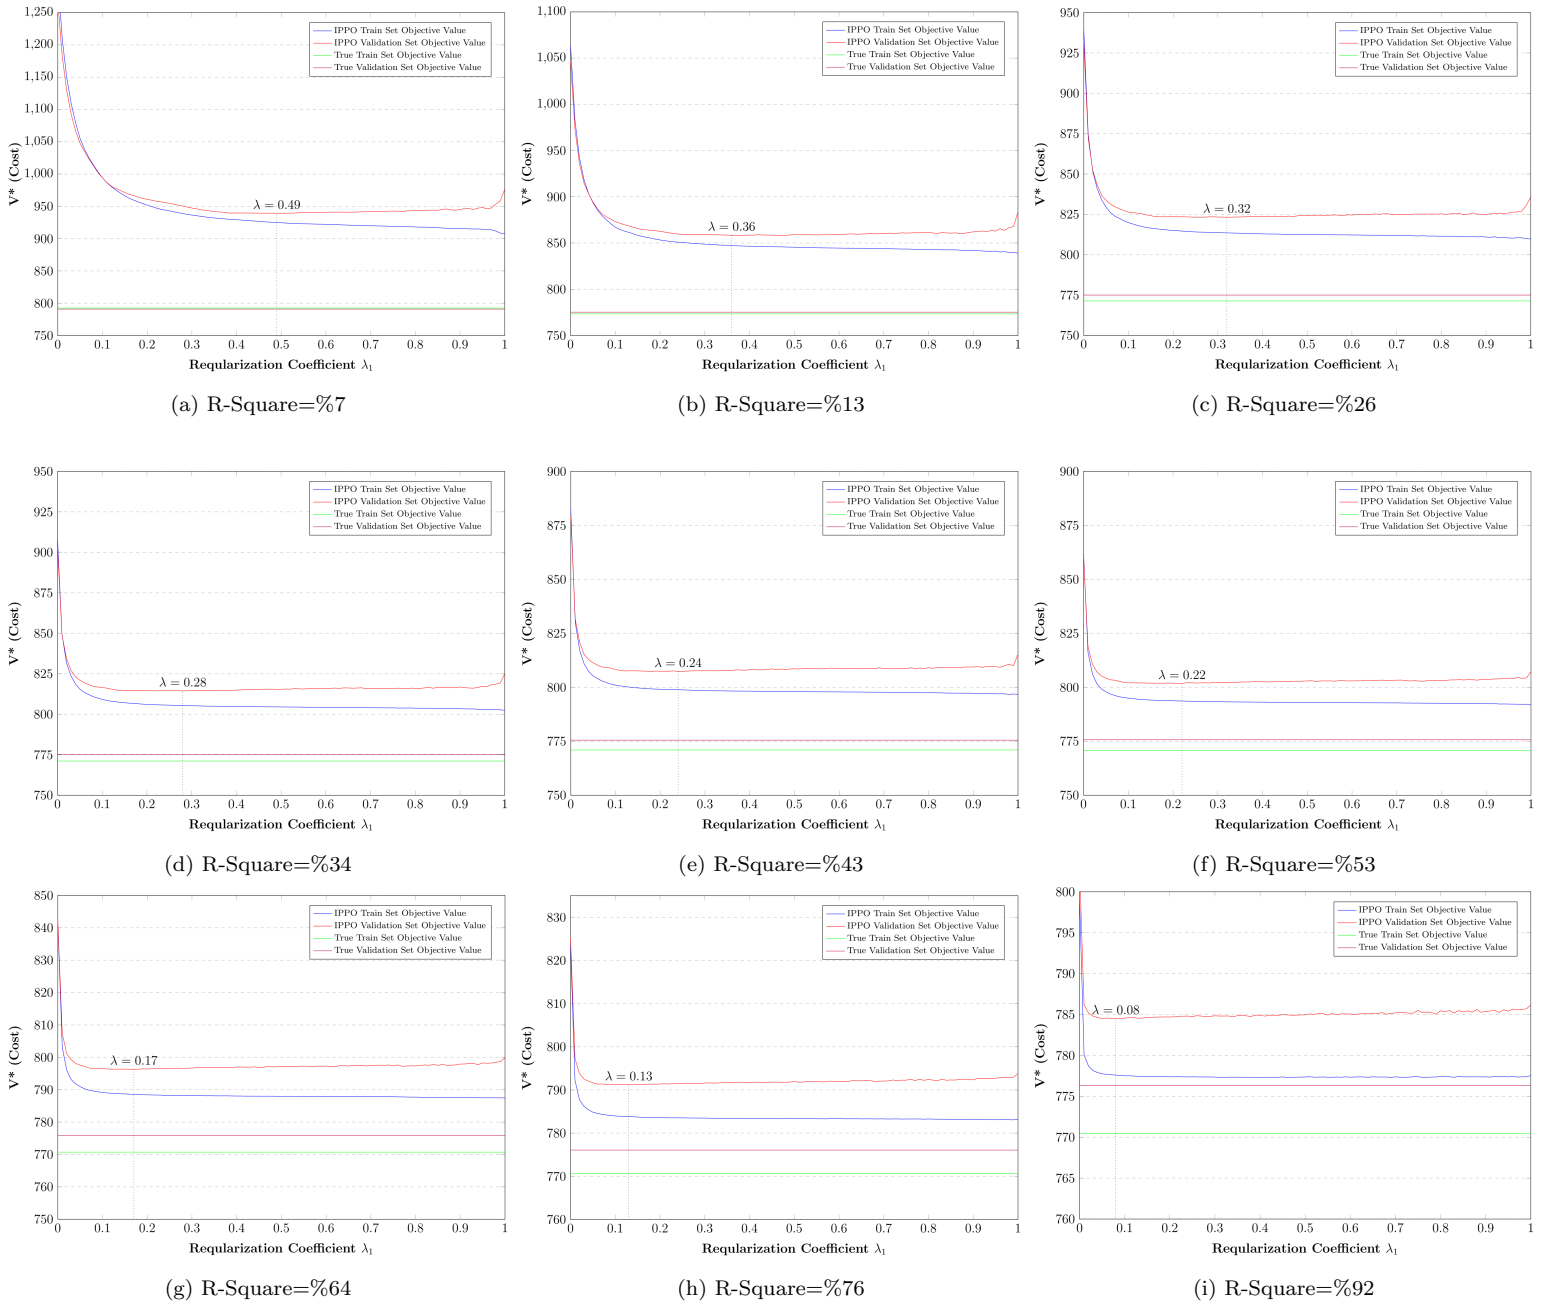 1,250
1,200
1,150
1,100
1,050
1,000
950
900
850
800
750
V* (Cost)
IPPO Train Set Objective Value
IPPO Validation Set Objective Value
True Train Set Objective Value
True Validation Set Objective Value
λ = 0.49
0 0.1 0.2 0.3 0.4 0.5 0.6 0.7 0.8 0.9 1
Reqularization Coefficient λ1
(a) R-Square=%7
1,100
1,050
1,000
950
900
850
800
750
V* (Cost)
IPPO Train Set Objective Value
IPPO Validation Set Objective Value
True Train Set Objective Value
True Validation Set Objective Value
λ = 0.36
0 0.1 0.2 0.3 0.4 0.5 0.6 0.7 0.8 0.9 1
Reqularization Coefficient λ1
(b) R-Square=%13
950
925
900
875
850
825
800
775
750
V* (Cost)
IPPO Train Set Objective Value
IPPO Validation Set Objective Value
True Train Set Objective Value
True Validation Set Objective Value
λ = 0.32
0 0.1 0.2 0.3 0.4 0.5 0.6 0.7 0.8 0.9 1
Reqularization Coefficient λ1
(c) R-Square=%26
950
925
900
875
850
825
800
775
750
V* (Cost)
IPPO Train Set Objective Value
IPPO Validation Set Objective Value
True Train Set Objective Value
True Validation Set Objective Value
λ = 0.28
0 0.1 0.2 0.3 0.4 0.5 0.6 0.7 0.8 0.9 1
Reqularization Coefficient λ1
(d) R-Square=%34
900
875
850
825
800
775
750
V* (Cost)
IPPO Train Set Objective Value
IPPO Validation Set Objective Value
True Train Set Objective Value
True Validation Set Objective Value
λ = 0.24
0 0.1 0.2 0.3 0.4 0.5 0.6 0.7 0.8 0.9 1
Reqularization Coefficient λ1
(e) R-Square=%43
900
875
850
825
800
775
750
V* (Cost)
IPPO Train Set Objective Value
IPPO Validation Set Objective Value
True Train Set Objective Value
True Validation Set Objective Value
λ = 0.22
0 0.1 0.2 0.3 0.4 0.5 0.6 0.7 0.8 0.9 1
Reqularization Coefficient λ1
(f) R-Square=%53
850
840
830
820
810
800
790
780
770
760
750
V* (Cost)
IPPO Train Set Objective Value
IPPO Validation Set Objective Value
True Train Set Objective Value
True Validation Set Objective Value
λ = 0.17
0 0.1 0.2 0.3 0.4 0.5 0.6 0.7 0.8 0.9 1
Reqularization Coefficient λ1
(g) R-Square=%64
830
820
810
800
790
780
770
760
V* (Cost)
IPPO Train Set Objective Value
IPPO Validation Set Objective Value
True Train Set Objective Value
True Validation Set Objective Value
λ = 0.13
0 0.1 0.2 0.3 0.4 0.5 0.6 0.7 0.8 0.9 1
Reqularization Coefficient λ1
(h) R-Square=%76
800
795
790
785
780
775
770
765
760
V* (Cost)
IPPO Train Set Objective Value
IPPO Validation Set Objective Value
True Train Set Objective Value
True Validation Set Objective Value
λ = 0.08
0 0.1 0.2 0.3 0.4 0.5 0.6 0.7 0.8 0.9 1
Reqularization Coefficient λ1
(i) R-Square=%92